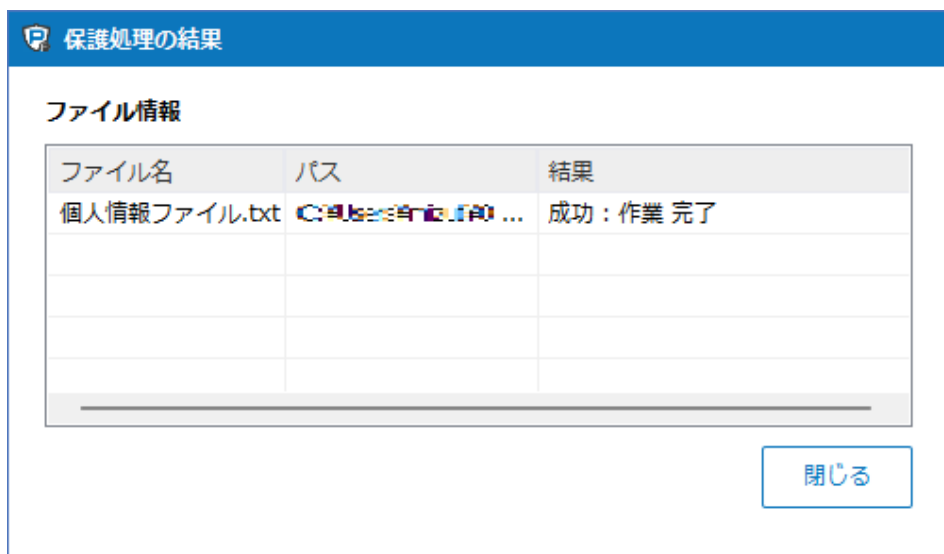 保護処理の結果
ファイル情報
ファイル名 パス 結果
個人情報ファイル.txt ... 成功：作業 完了
閉じる